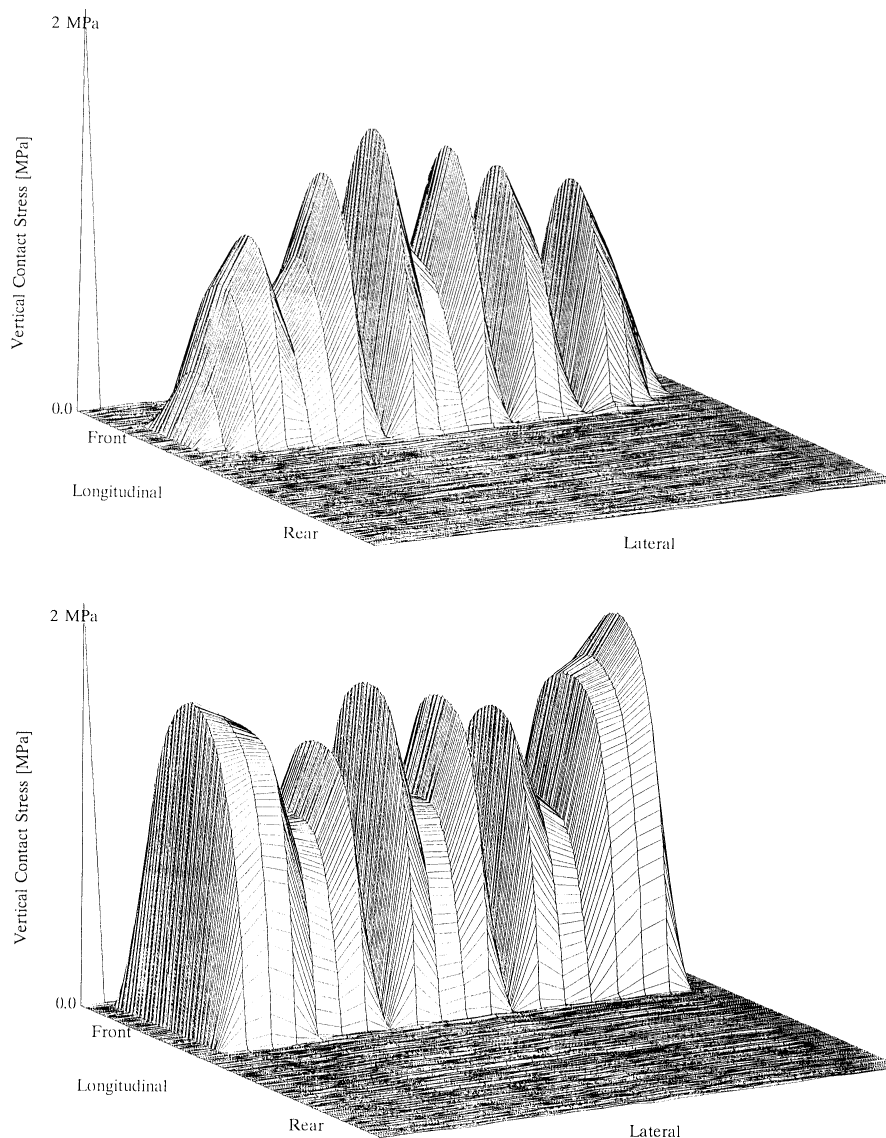 2 MPa
Vertical Contact Stress [MPa]
0.0
Front
Longitudinal
Rear
Lateral
2 MPa
Vertical Contact Stress [MPa]
0.0
Front
Longitudinal
Rear
Lateral